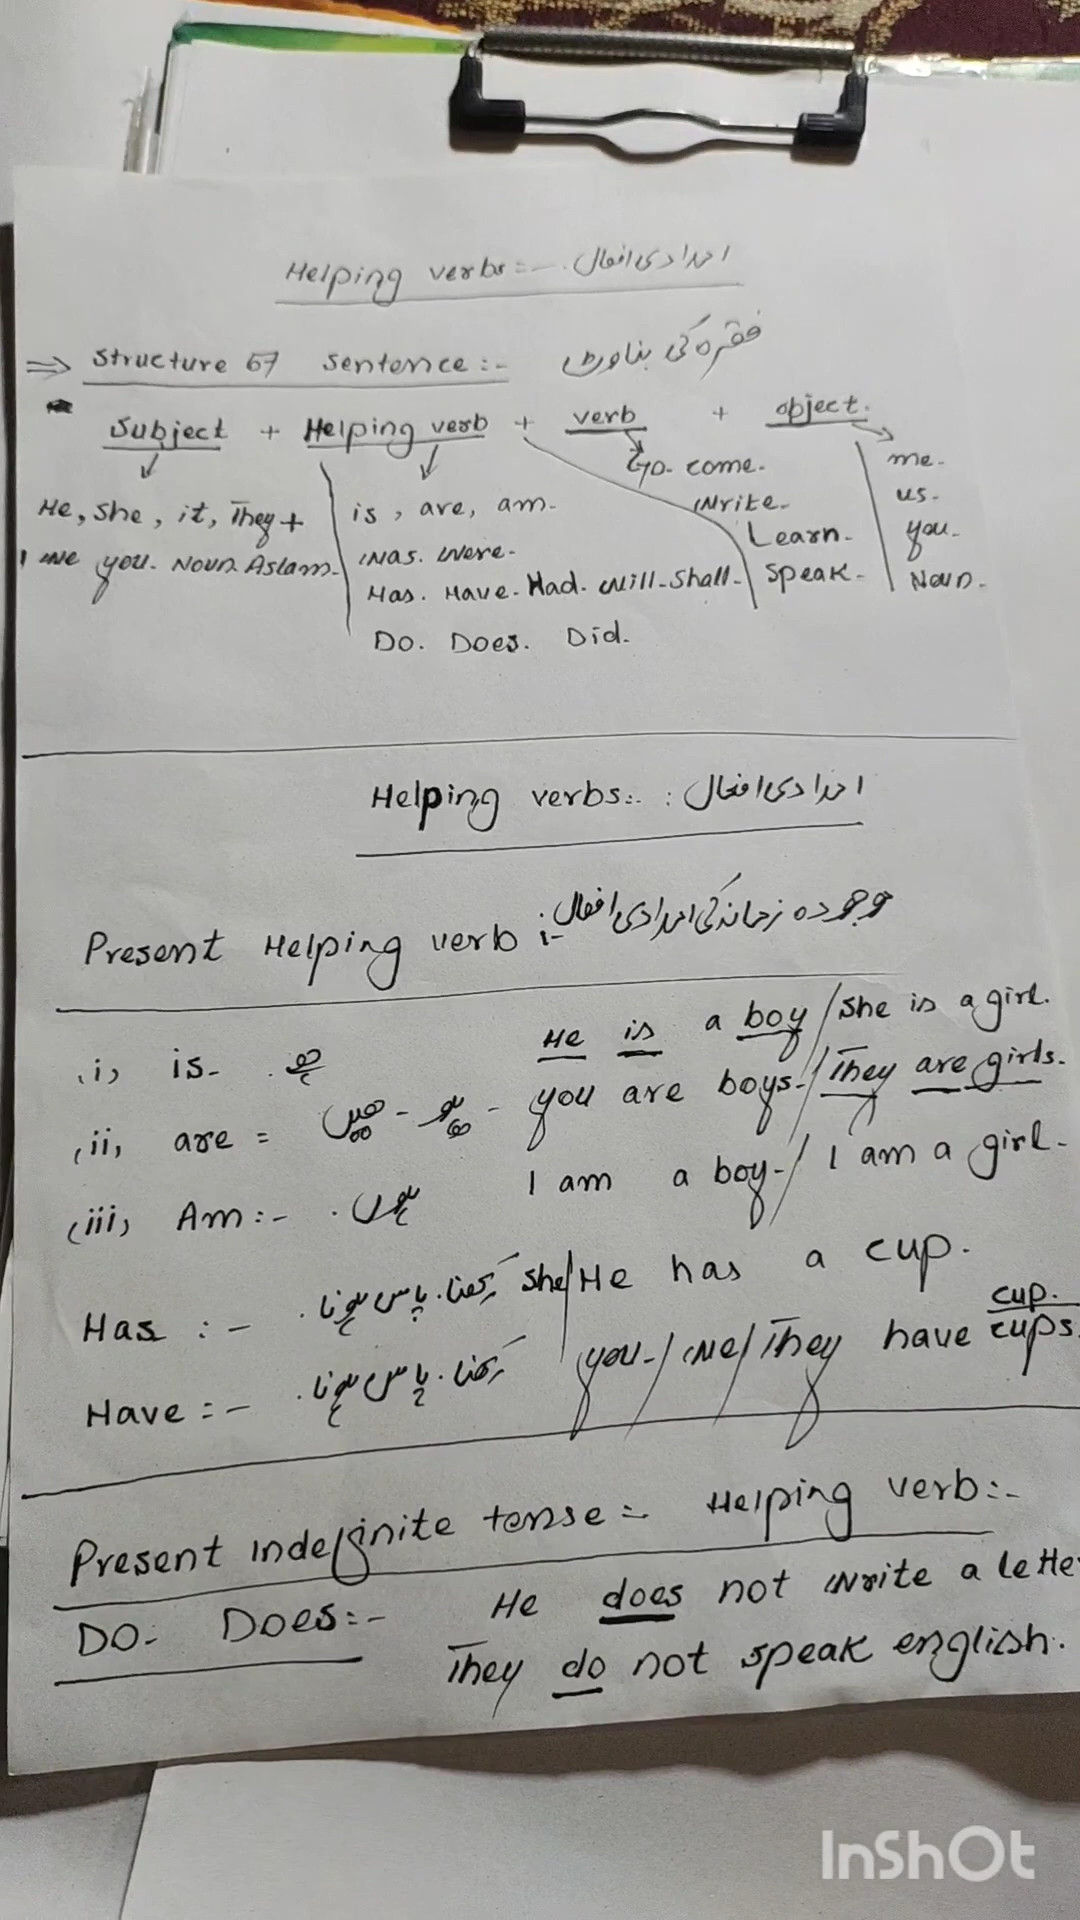 Helping verbs:- امدادی افعال
⇒ Structure of Sentence:- فقرہ کی بناوٹ
Subject + Helping verb + verb + object.
He, she, it, They + is, are, am. Go. come. me.
I we you. Noun Aslam. was. were. Write. us.
Has. Have. Had. Will. Shall. Learn. you.
Do. Does. Did. Speak. Noun.
Helping verbs:. : امدادی افعال
Present Helping verb :- موجودہ زمانہ کی امدادی افعال
(i) is- ہے. He is a boy / She is a girl.
(ii) are = ہیں - ہو - you are boys. / They are girls.
(iii) Am:- ہوں. I am a boy. / I am a girl.
Has :- رکھنا. پاس ہونا. She/He has a cup.
Have :- رکھنا. پاس ہونا. you / we / They have cup. cups.
Present indefinite tense:- Helping verb:-
Do. Does:- He does not write a lette
They do not speak english.
InShOt